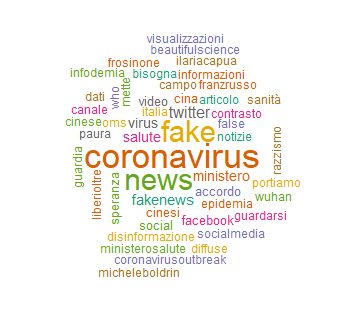 visualizzazioni
beautifulscience
frosinone ilariacapua
infodemia bisogna informazioni
who mette campo franzrusso
dati video cina articolo sanità
canale italia twitter contrasto
cinese oms virus fake false
paura salute notizie razzismo
coronavirus
guardia news ministero
liberioltre speranza accordo portiamo
fakenews epidemia wuhan
cinesi facebook guardarsi
social socialmedia
disinformazione
ministerosalute diffuse
coronavirusoutbreak
micheleboldrin